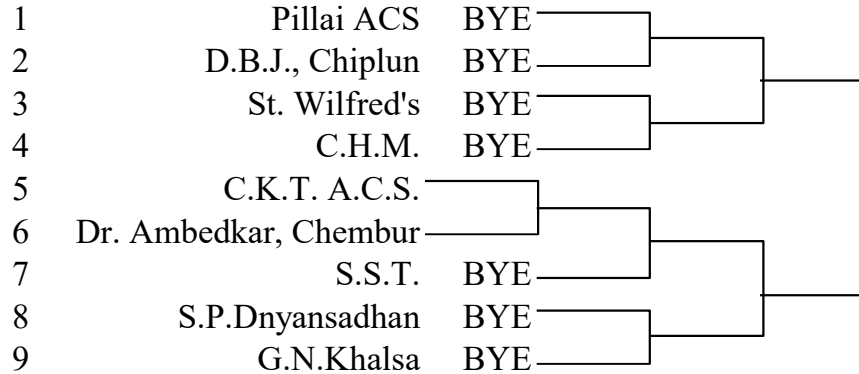 1 Pillai ACS BYE
2 D.B.J., Chiplun BYE
3 St. Wilfred's BYE
4 C.H.M. BYE
5 C.K.T. A.C.S.
6 Dr. Ambedkar, Chembur
7 S.S.T. BYE
8 S.P.Dnyansadhan BYE
9 G.N.Khalsa BYE